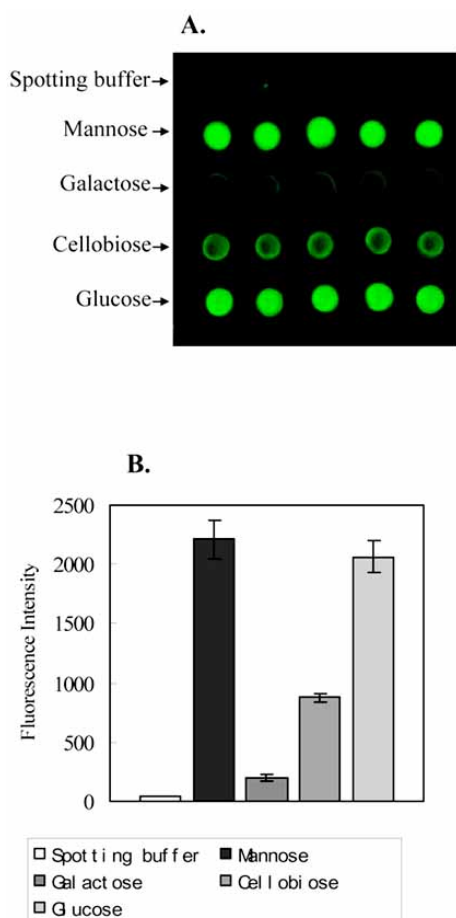 A.
Spotting buffer
Mannose
Galactose
Cellobiose
Glucose
B.
Fluorescence Intensity
2500
2000
1500
1000
500
0
Spotting buffer Mannose
Galactose Cellobiose
Glucose